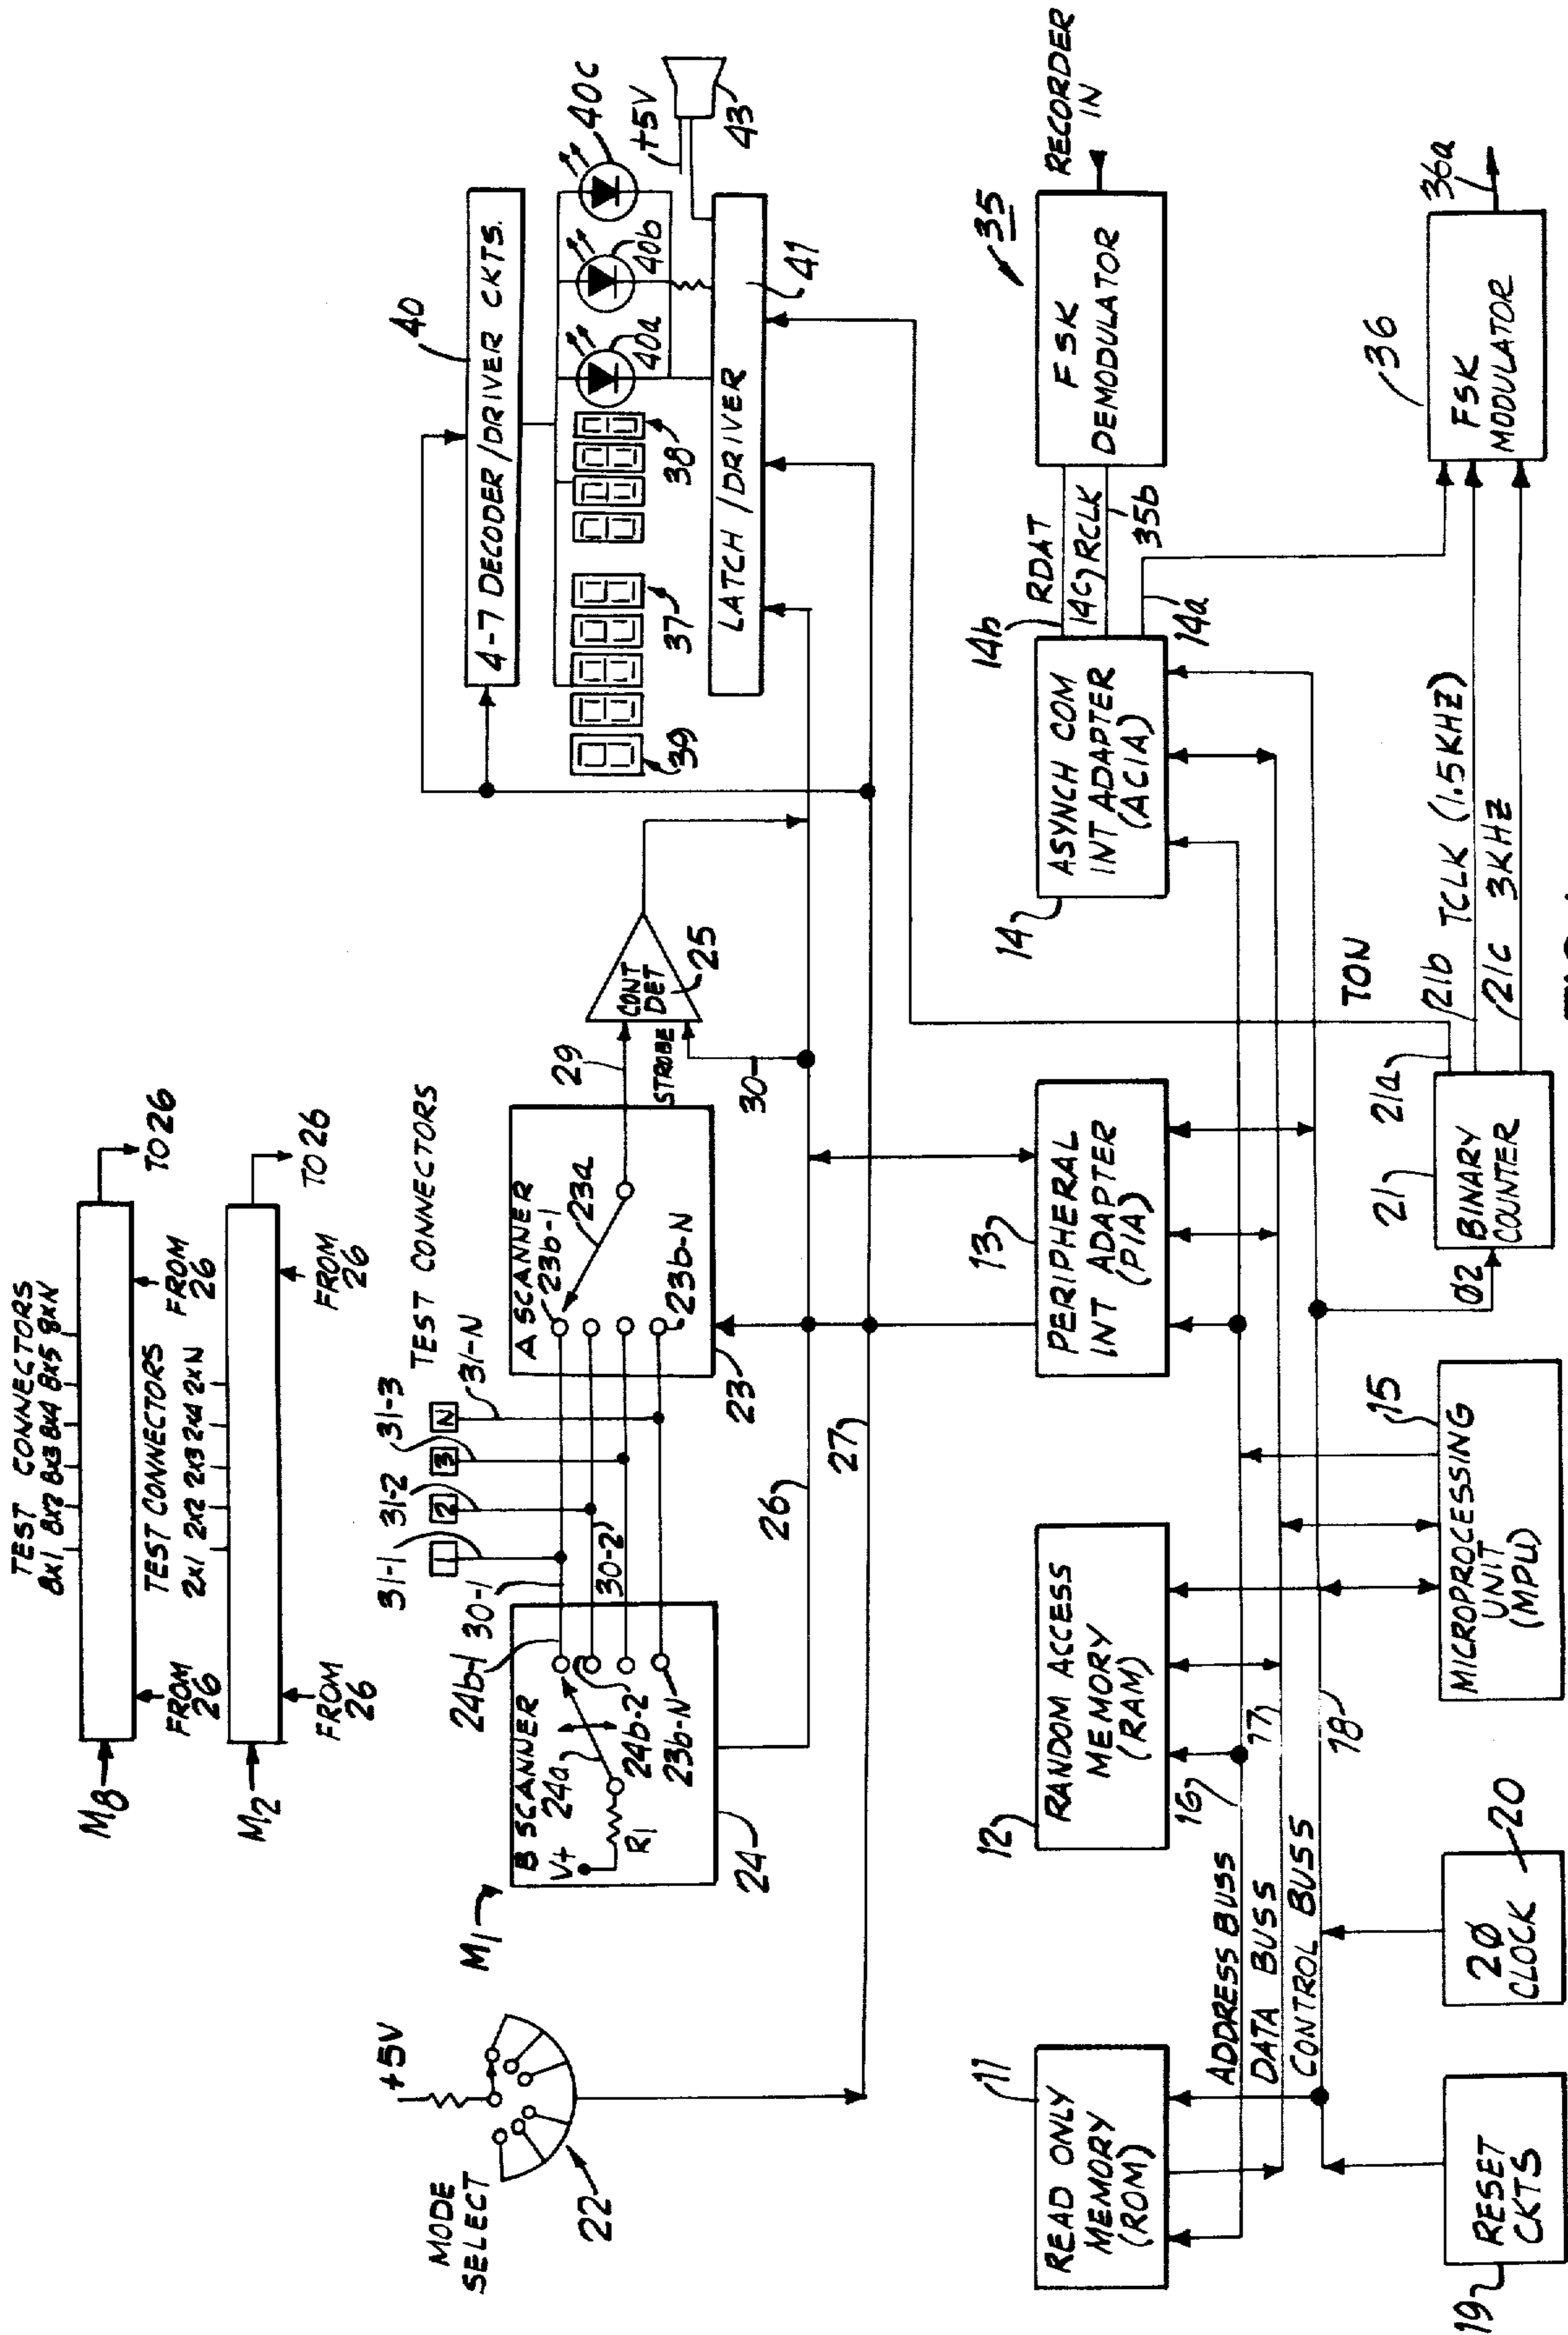 TEST CONNECTORS
8X1 8X2 8X3 8X4 8X5 8XN
M8
FROM
26
FROM
26
TO 26
TEST CONNECTORS
2X1 2X2 2X3 2X4 2XN
M2
FROM
26
FROM
26
TO 26
MODE
SELECT
+5V
22
M1
B SCANNER
V+
R1
24a
24b-1
24b-2
23b-N
24
30-1
30-2
31-1
31-2
31-3
31-N
1
2
3
N
TEST CONNECTORS
A SCANNER
23b-1
23a
23b-N
23
29
STROBE
30
CONT
DET
25
26
27
40
4-7 DECODER/DRIVER CKTS.
39
37
38
40a
40b
40C
LATCH/DRIVER
41
+5V
43
11
READ ONLY
MEMORY
(ROM)
12
RANDOM ACCESS
MEMORY
(RAM)
13
PERIPHERAL
INT ADAPTER
(PIA)
14
ASYNCH COM
INT ADAPTER
(ACIA)
14b
RDAT
14C
RCLK
35b
14a
35
FSK
DEMODULATOR
RECORDER
IN
ADDRESS BUSS
DATA BUSS
CONTROL BUSS
16
17
18
19
RESET
CKTS
20
2Ø
CLOCK
15
MICROPROCESSING
UNIT
(MPU)
Ø2
21
BINARY
COUNTER
21a
TON
21b TCLK (1.5KHZ)
21C 3KHZ
36
FSK
MODULATOR
36a